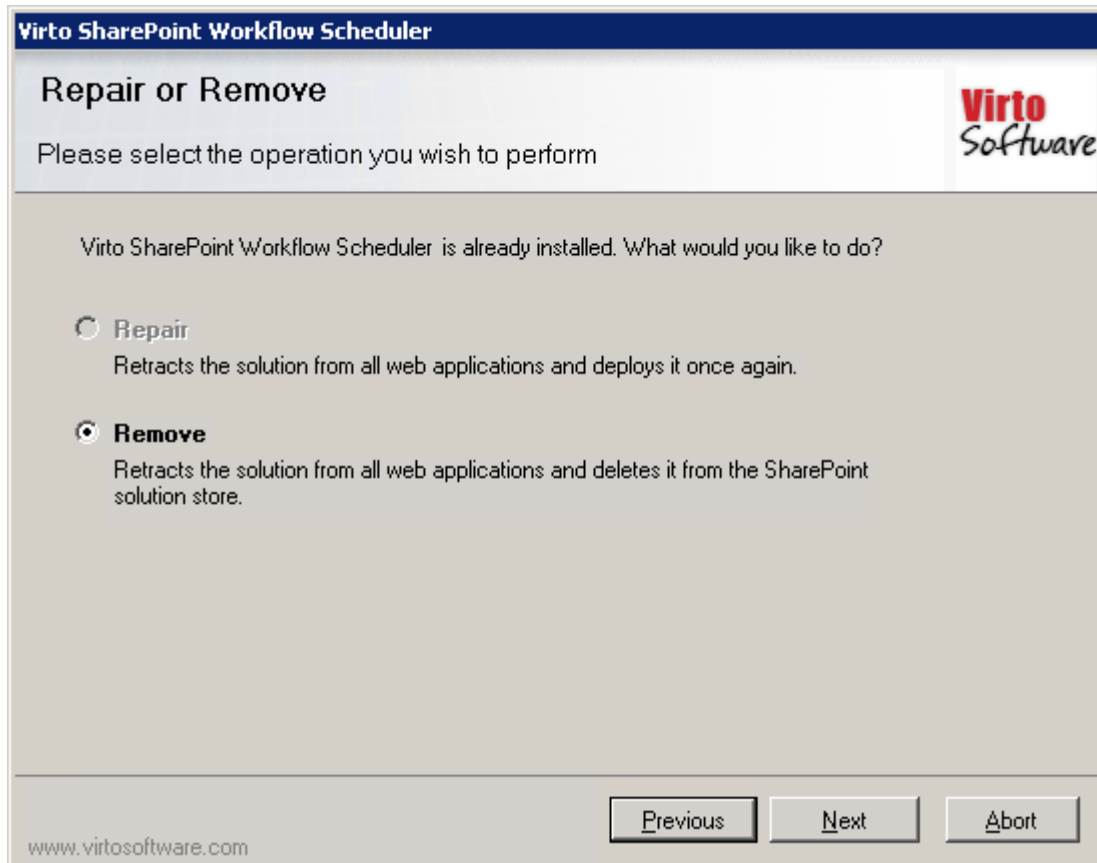 Virto SharePoint Workflow Scheduler
Repair or Remove
Please select the operation you wish to perform
Virto
Software
Virto SharePoint Workflow Scheduler is already installed. What would you like to do?
Repair
Retracts the solution from all web applications and deploys it once again.
Remove
Retracts the solution from all web applications and deletes it from the SharePoint
solution store.
Previous
Next
Abort
www.virtosoftware.com